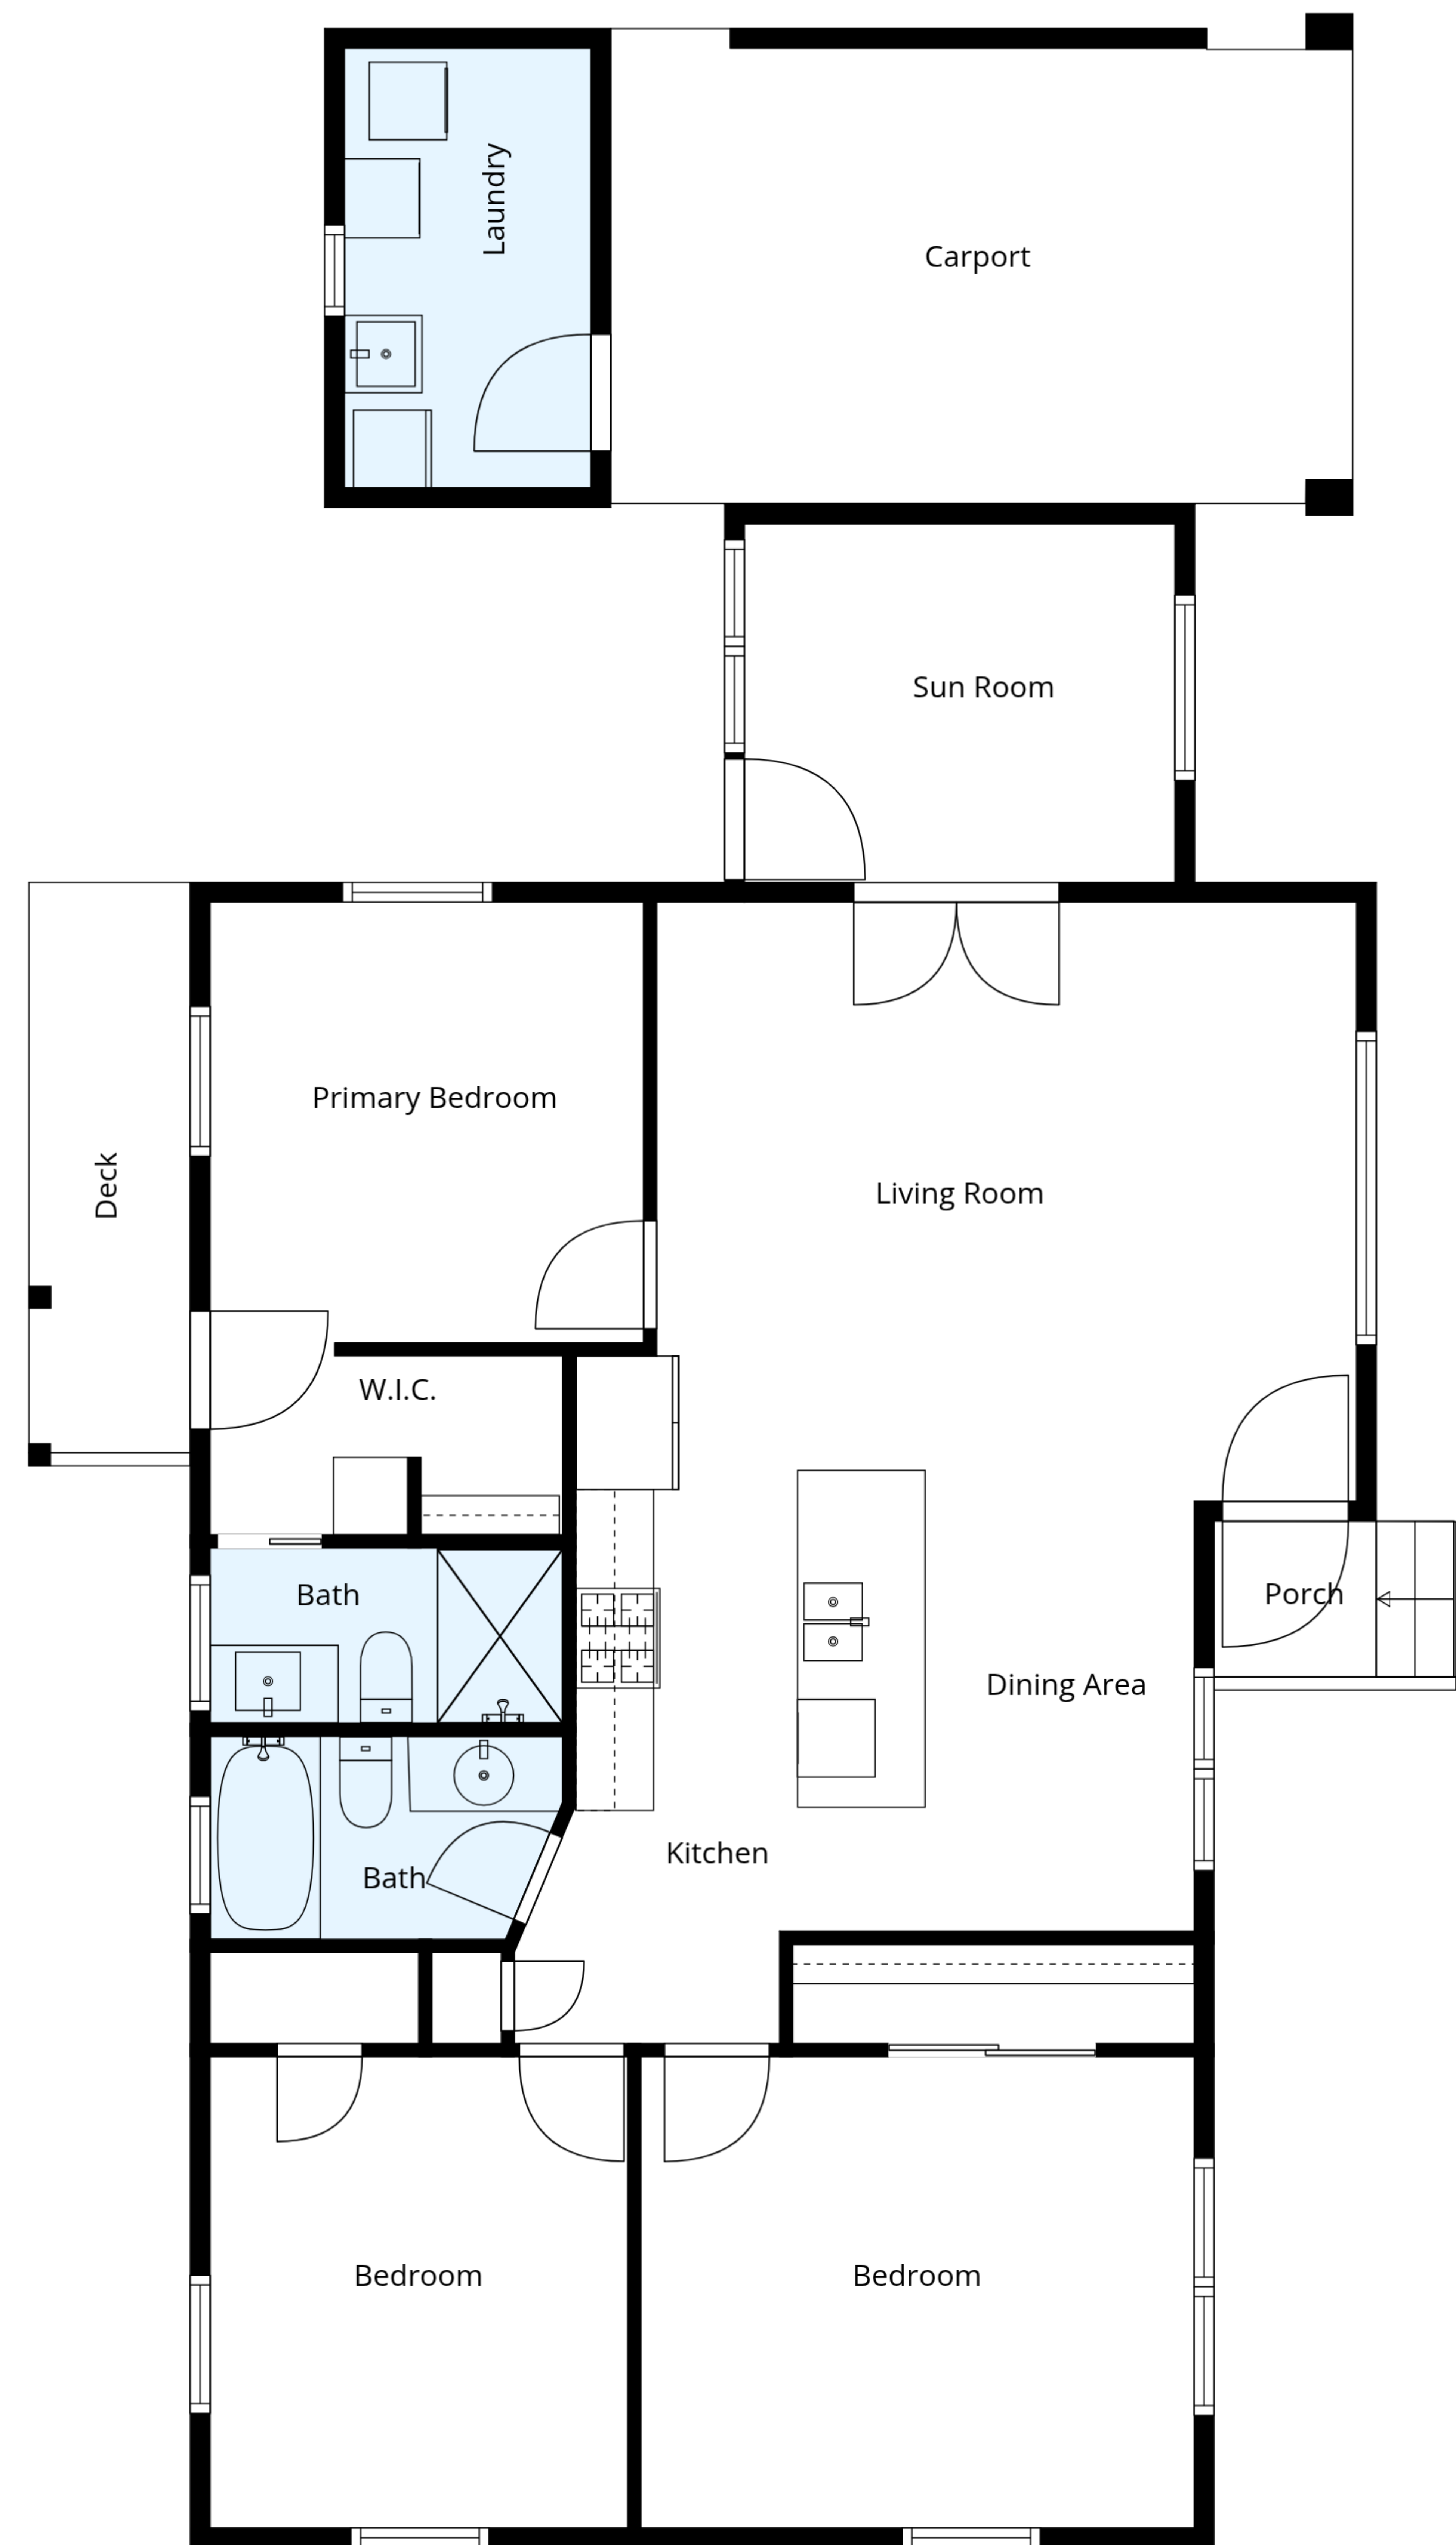 Laundry
Carport
Sun Room
Primary Bedroom
Deck
Living Room
W.I.C.
Bath
Porch
Dining Area
Kitchen
Bath
Bedroom
Bedroom